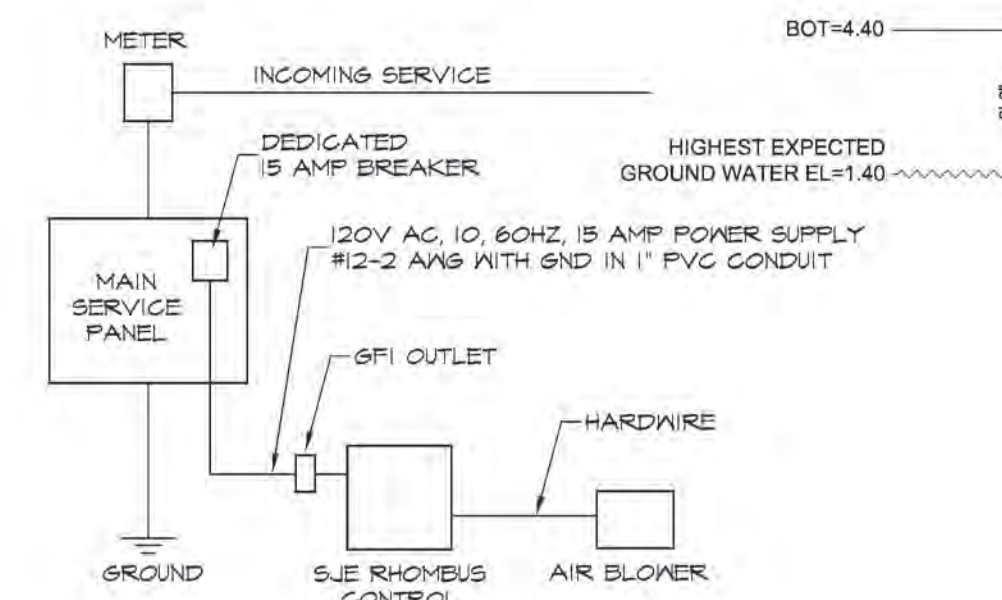 METER
INCOMING SERVICE
DEDICATED
15 AMP BREAKER
120V AC, 10, 60HZ, 15 AMP POWER SUPPLY
#12-2 AWG WITH GND IN 1" PVC CONDUIT
MAIN
SERVICE
PANEL
GFI OUTLET
HARDWIRE
GROUND
SJE RHOMBUS
CONTROL
AIR BLOWER
BOT=4.40
HIGHEST EXPECTED
GROUND WATER EL=1.40